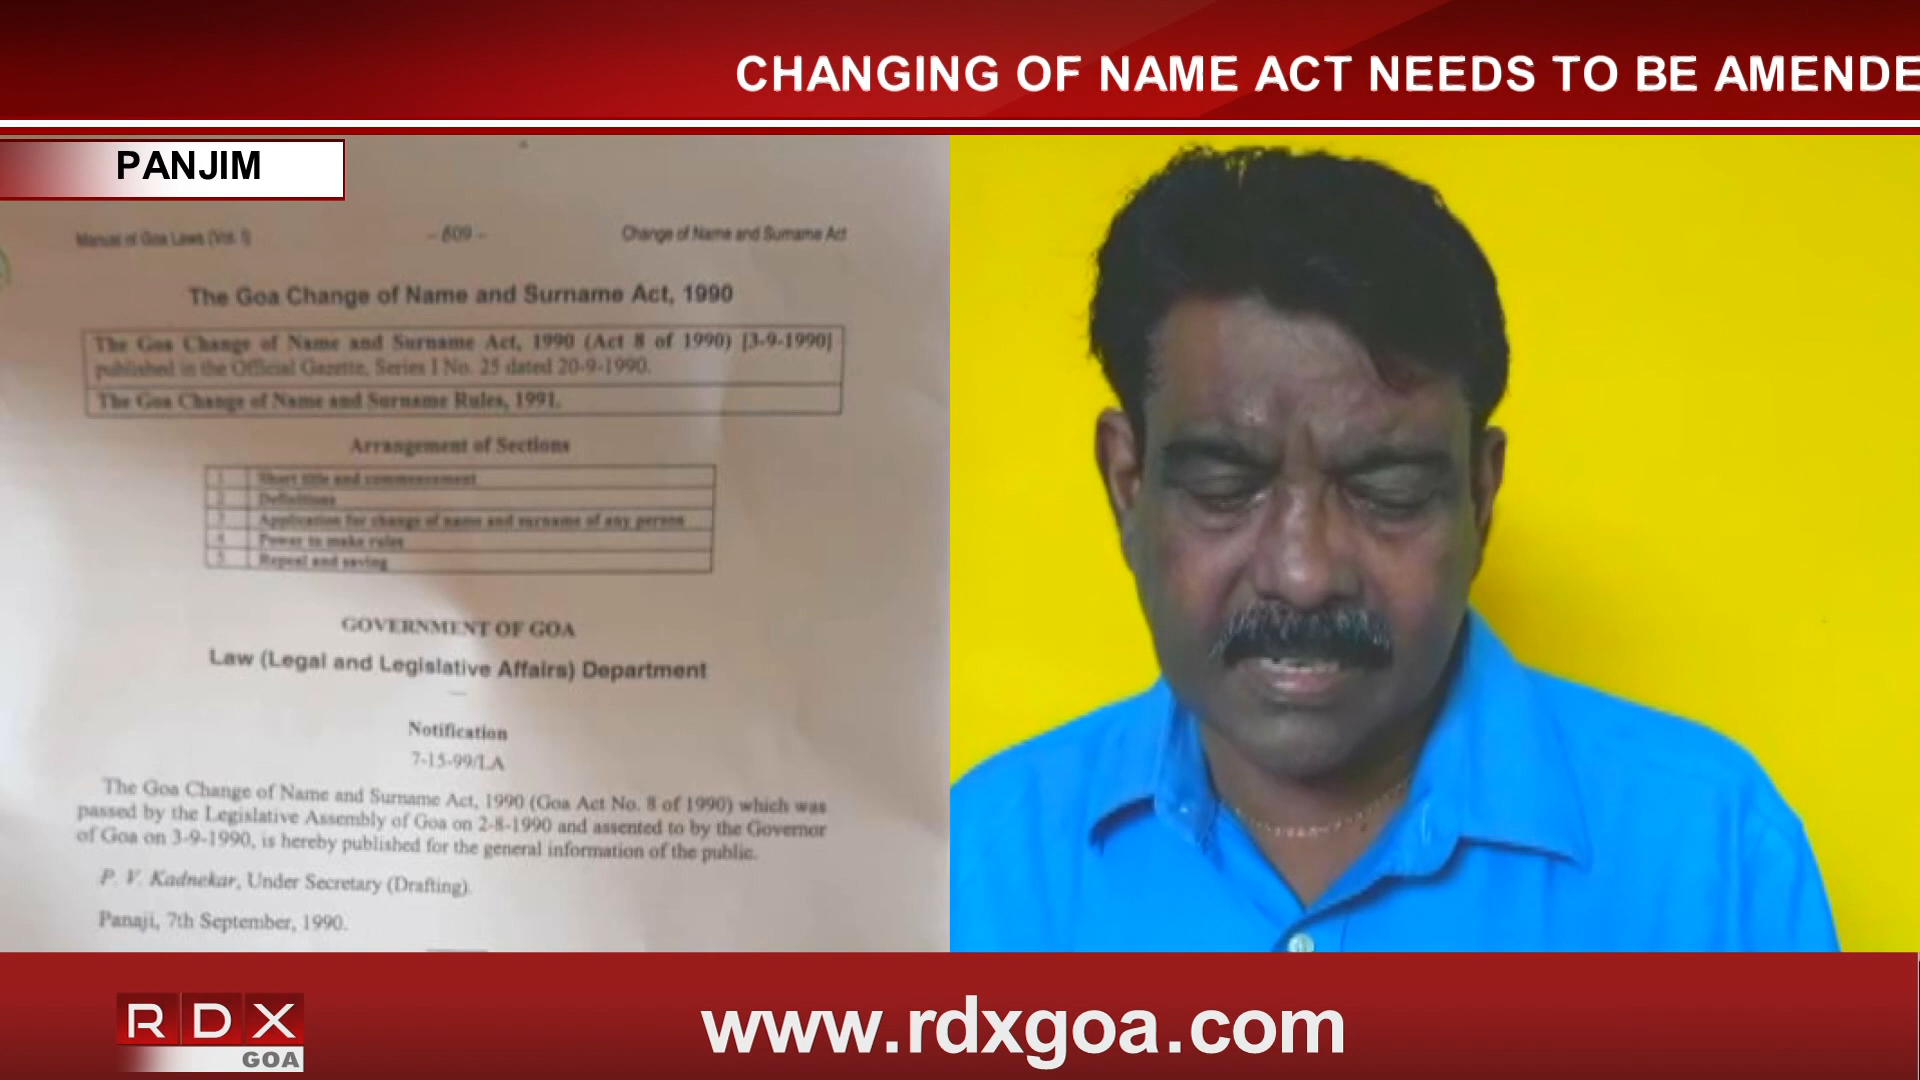 CHANGING OF NAME ACT NEEDS TO BE AMENDE
PANJIM
Manual of Goa Laws (Vol. I) – 609 – Change of Name and Surname Act
The Goa Change of Name and Surname Act, 1990
The Goa Change of Name and Surname Act, 1990 (Act 8 of 1990) [3-9-1990]
published in the Official Gazette, Series I No. 25 dated 20-9-1990.
The Goa Change of Name and Surname Rules, 1991.
Arrangement of Sections
1 Short title and commencement
2 Definitions
3 Application for change of name and surname of any person
4 Power to make rules
5 Repeal and saving
GOVERNMENT OF GOA
Law (Legal and Legislative Affairs) Department
Notification
7-15-99/LA
The Goa Change of Name and Surname Act, 1990 (Goa Act No. 8 of 1990) which was
passed by the Legislative Assembly of Goa on 2-8-1990 and assented to by the Governor
of Goa on 3-9-1990, is hereby published for the general information of the public.
P. V. Kadnekar, Under Secretary (Drafting).
Panaji, 7th September, 1990.
RDX
GOA
www.rdxgoa.com